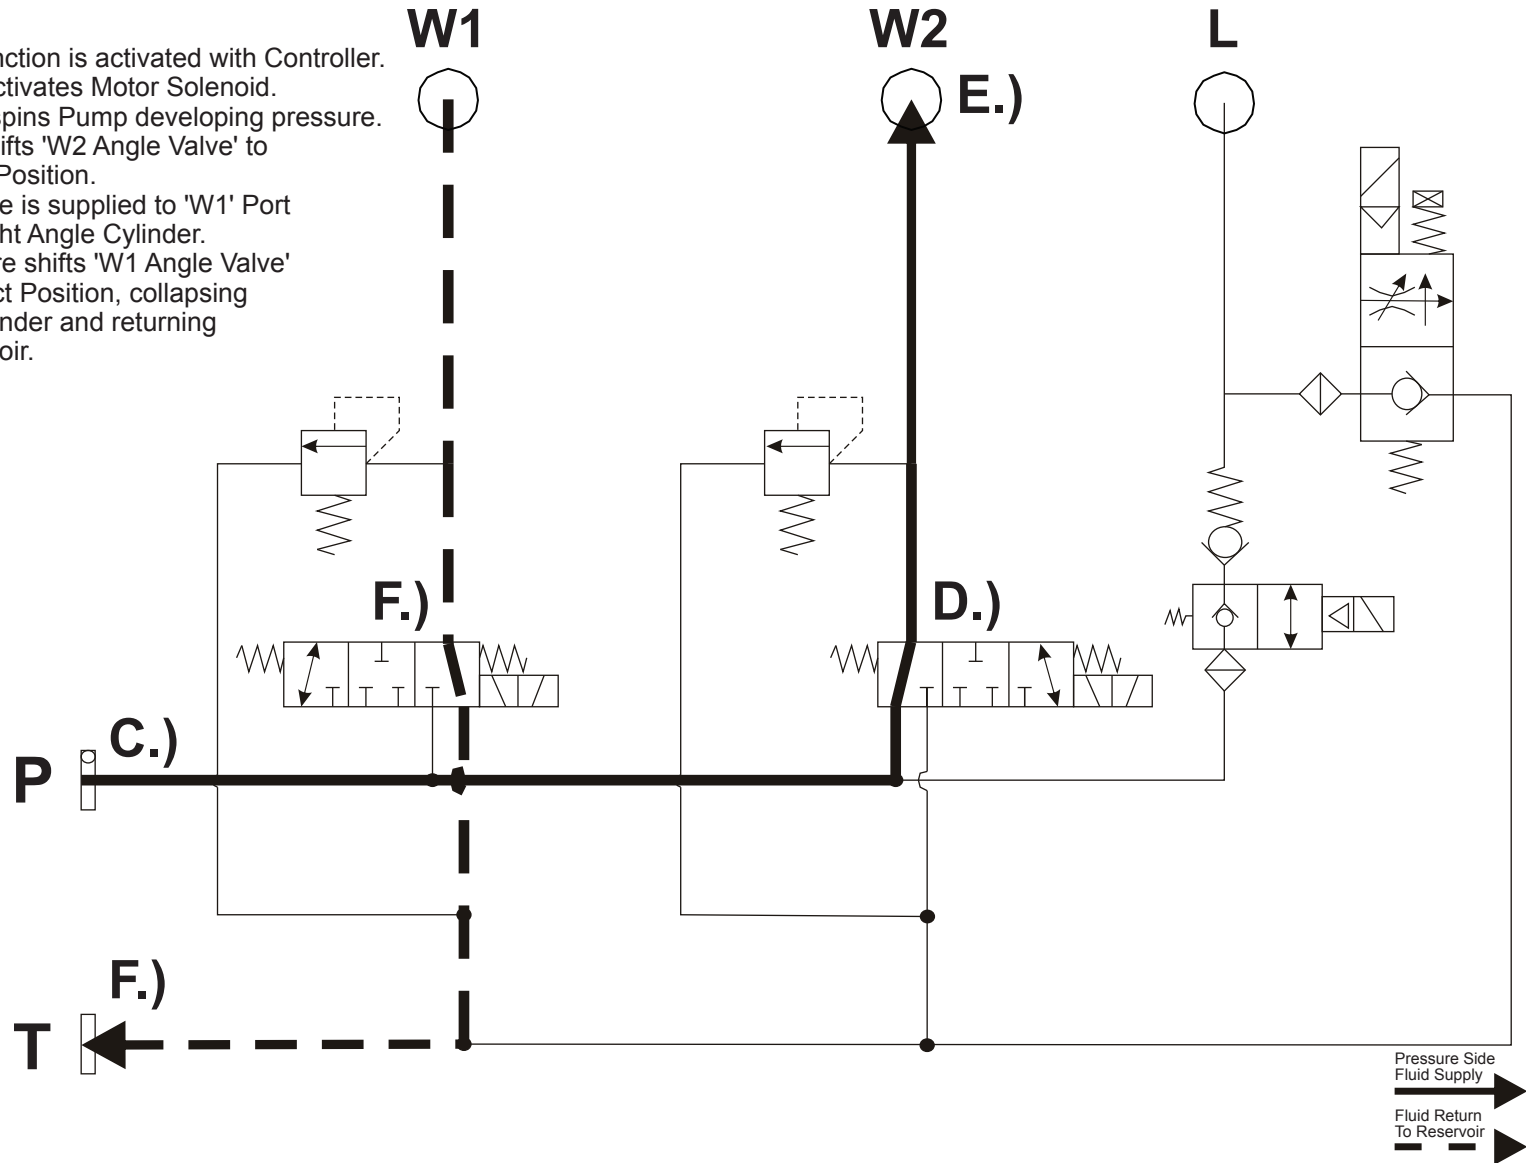 W1
W2
L
nction is activated with Controller.
ctivates Motor Solenoid.
spins Pump developing pressure.
ifts 'W2 Angle Valve' to
Position.
e is supplied to 'W1' Port
ht Angle Cylinder.
re shifts 'W1 Angle Valve'
ct Position, collapsing
nder and returning
oir.
E.)
F.)
D.)
C.)
P
F.)
T
Pressure Side
Fluid Supply
Fluid Return
To Reservoir